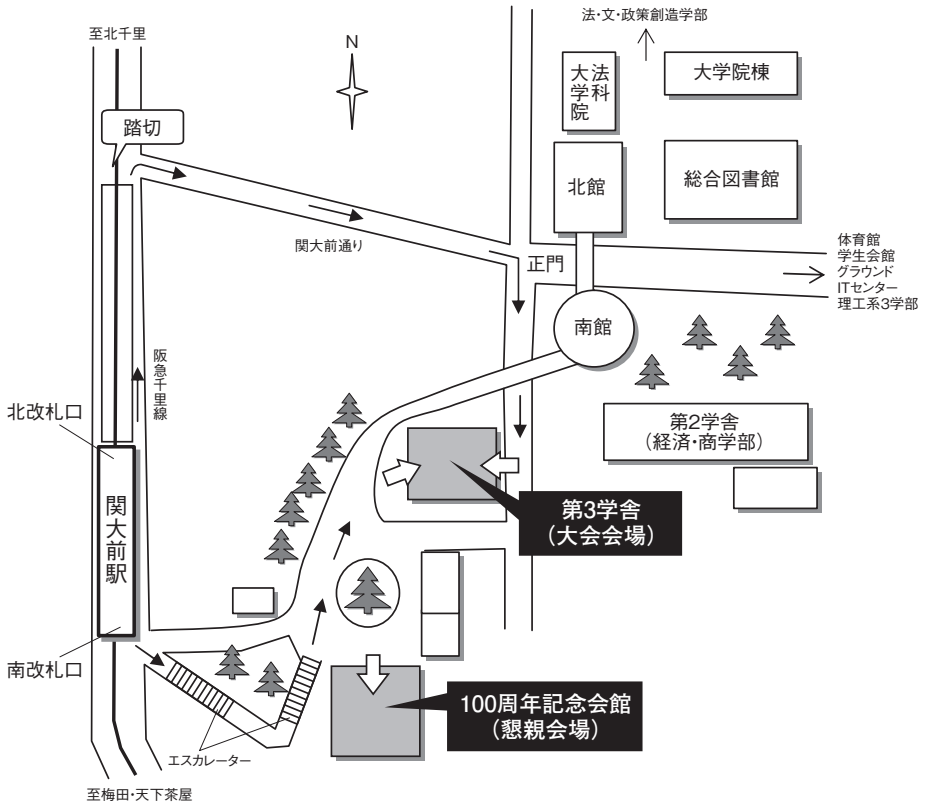 法・文・政策創造学部
至北千里
N
法科
大学院
大学院棟
踏切
北館
総合図書館
関大前通り
正門
体育館
学生会館
グラウンド
ITセンター
理工系3学部
南館
阪急千里線
北改札口
第2学舎
（経済・商学部）
関大前駅
第3学舎
（大会会場）
南改札口
100周年記念会館
（懇親会場）
エスカレーター
至梅田・天下茶屋